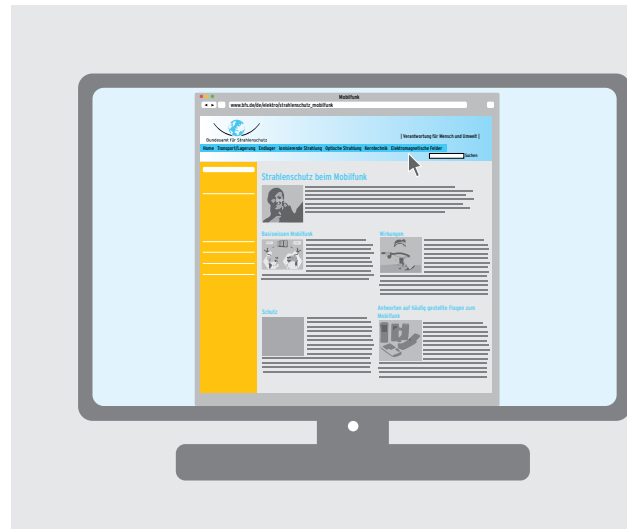 Mobilfunk
www.bfs.de/de/elektro/strahlenschutz_mobilfunk
Bundesamt für Strahlenschutz
[ Verantwortung für Mensch und Umwelt ]
Home Transport/Lagerung Endlager Ionisierende Strahlung Optische Strahlung Kerntechnik Elektromagnetische Felder
Suchen
Strahlenschutz beim Mobilfunk
Basiswissen Mobilfunk
Wirkungen
Schutz
Antworten auf häufig gestellte Fragen zum
Mobilfunk